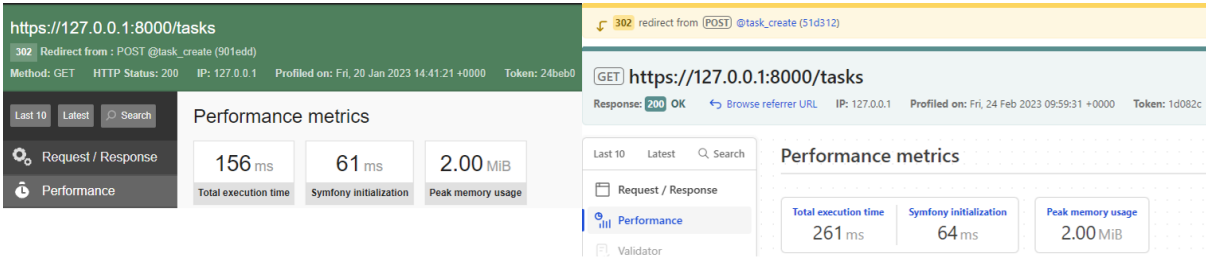 https://127.0.0.1:8000/tasks
302 Redirect from : POST @task_create (901edd)
Method: GET HTTP Status: 200 IP: 127.0.0.1 Profiled on: Fri, 20 Jan 2023 14:41:21 +0000 Token: 24beb0
Last 10 Latest Search
Request / Response
Performance
Performance metrics
156 ms 61 ms 2.00 MiB
Total execution time Symfony initialization Peak memory usage
302 redirect from POST @task_create (51d312)
GET https://127.0.0.1:8000/tasks
Response: 200 OK Browse referrer URL IP: 127.0.0.1 Profiled on: Fri, 24 Feb 2023 09:59:31 +0000 Token: 1d082c
Last 10 Latest Search
Request / Response
Performance
Validator
Performance metrics
Total execution time Symfony initialization Peak memory usage
261 ms 64 ms 2.00 MiB